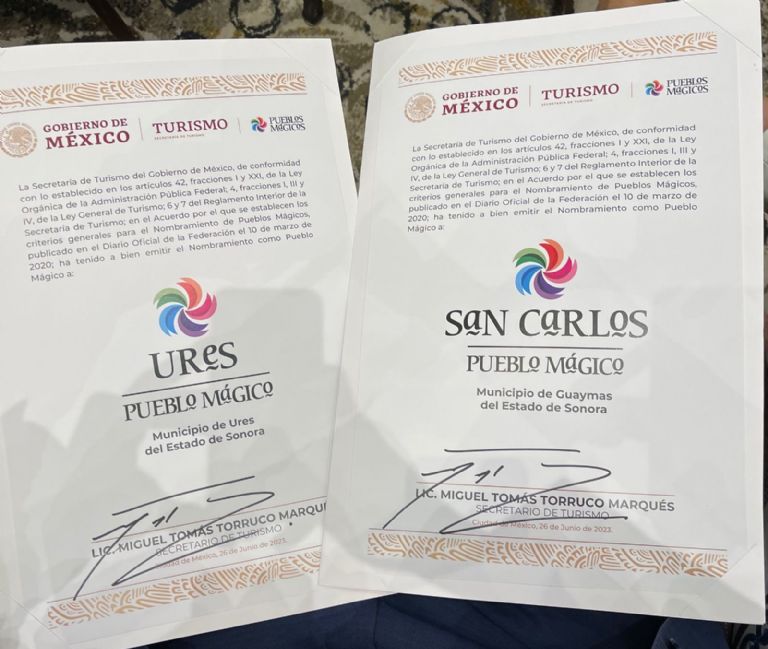 GOBIERNO DE
MÉXICO
TURISMO
SECRETARÍA DE TURISMO
PUEBLOS
MÁGICOS
La Secretaría de Turismo del Gobierno de México, de conformidad
con lo establecido en los artículos 42, fracciones I y XXI, de la Ley
Orgánica de la Administración Pública Federal; 4, fracciones I, III y
IV, de la Ley General de Turismo; 6 y 7 del Reglamento Interior de la
Secretaría de Turismo; en el Acuerdo por el que se establecen los
criterios generales para el Nombramiento de Pueblos Mágicos,
publicado en el Diario Oficial de la Federación el 10 de marzo de
2020; ha tenido a bien emitir el Nombramiento como Pueblo
Mágico a:
URes
PUEBLO MáGICO
Municipio de Ures
del Estado de Sonora
LIC. MIGUEL TOMÁS TORRUCO MARQU
SECRETARIO DE TURISMO
Ciudad de México, 26 de Junio de 2023.
GOBIERNO DE
MÉXICO
TURISMO
SECRETARÍA DE TURISMO
PUEBLOS
MÁGICOS
La Secretaría de Turismo del Gobierno de México, de conformidad
con lo establecido en los artículos 42, fracciones I y XXI, de la Ley
Orgánica de la Administración Pública Federal; 4, fracciones I, III y
IV, de la Ley General de Turismo; 6 y 7 del Reglamento Interior de la
Secretaría de Turismo; en el Acuerdo por el que se establecen los
criterios generales para el Nombramiento de Pueblos Mágicos,
publicado en el Diario Oficial de la Federación el 10 de marzo de
2020; ha tenido a bien emitir el Nombramiento como Pueblo
Mágico a:
SaN CaRLOS
PUEBLO MáGICO
Municipio de Guaymas
del Estado de Sonora
LIC. MIGUEL TOMÁS TORRUCO MARQUÉS
SECRETARIO DE TURISMO
Ciudad de México, 26 de Junio de 2023.